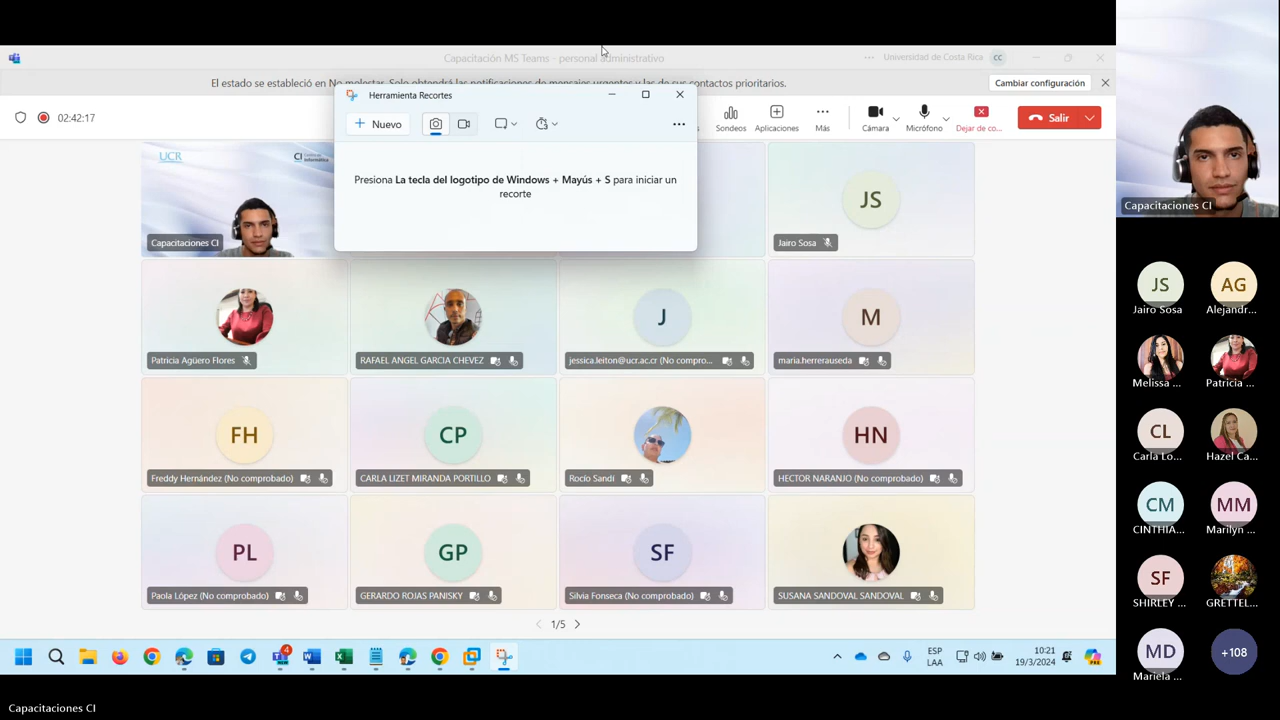 Capacitación MS Teams - personal administrativo
Universidad de Costa Rica
CC
El estado se estableció en No molestar. Solo obtendrá las notificaciones de mensajes urgentes y las de sus contactos prioritarios.
Cambiar configuración
Herramienta Recortes
02:42:17
Nuevo
Sondeos
Aplicaciones
Más
Cámara
Micrófono
Dejar de co...
Salir
Presiona La tecla del logotipo de Windows + Mayús + S para iniciar un
recorte
UCR
CI
Capacitaciones CI
JS
Jairo Sosa
Patricia Agüero Flores
RAFAEL ANGEL GARCIA CHEVEZ
J
jessica.leiton@ucr.ac.cr (No compro...
M
maria.herrerauseda
FH
Freddy Hernández (No comprobado)
CP
CARLA LIZET MIRANDA PORTILLO
Rocío Sandi
HN
HECTOR NARANJO (No comprobado)
PL
Paola López (No comprobado)
GP
GERARDO ROJAS PANISKY
SF
Silvia Fonseca (No comprobado)
SUSANA SANDOVAL SANDOVAL
1/5
4
ESP
LAA
10:21
19/3/2024
Capacitaciones CI
JS
Jairo Sosa
AG
Alejandr...
Melissa ...
Patricia ...
CL
Carla Lo...
Hazel Ca...
CM
CINTHIA...
MM
Marilyn ...
SF
SHIRLEY ...
GRETTEL...
MD
Mariela ...
+108
Capacitaciones CI